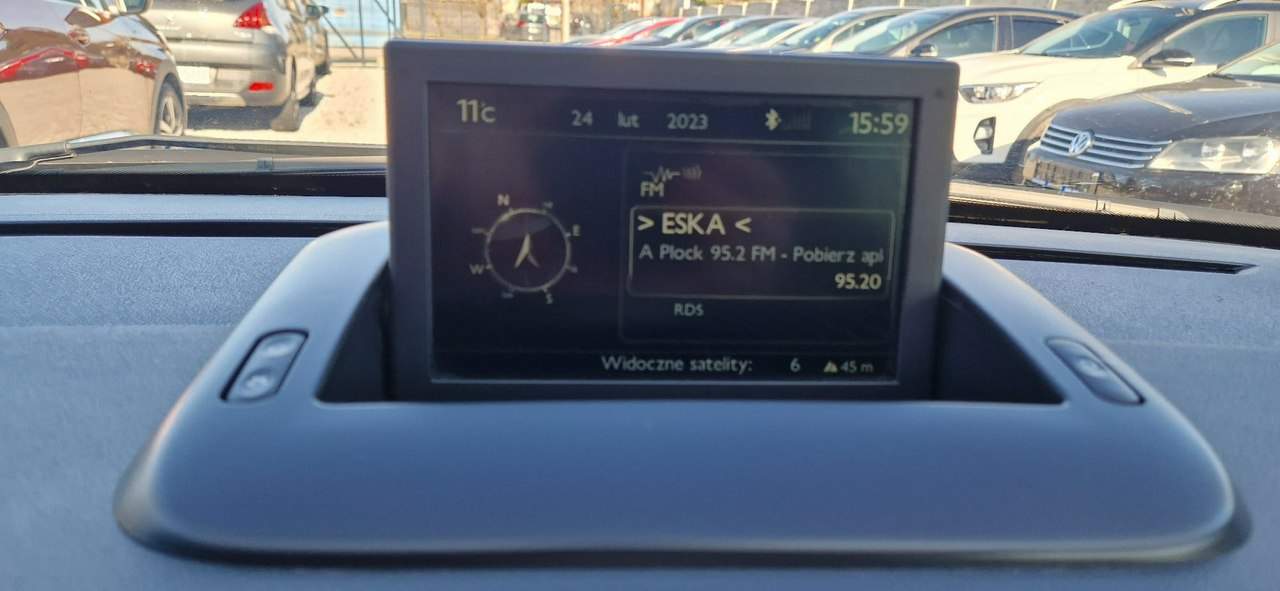 11°c 24 lut 2023 15:59
FM
> ESKA <
A Plock 95.2 FM - Pobierz apl
95.20
RDS
N
E
W
S
Widoczne satelity: 6 45 m